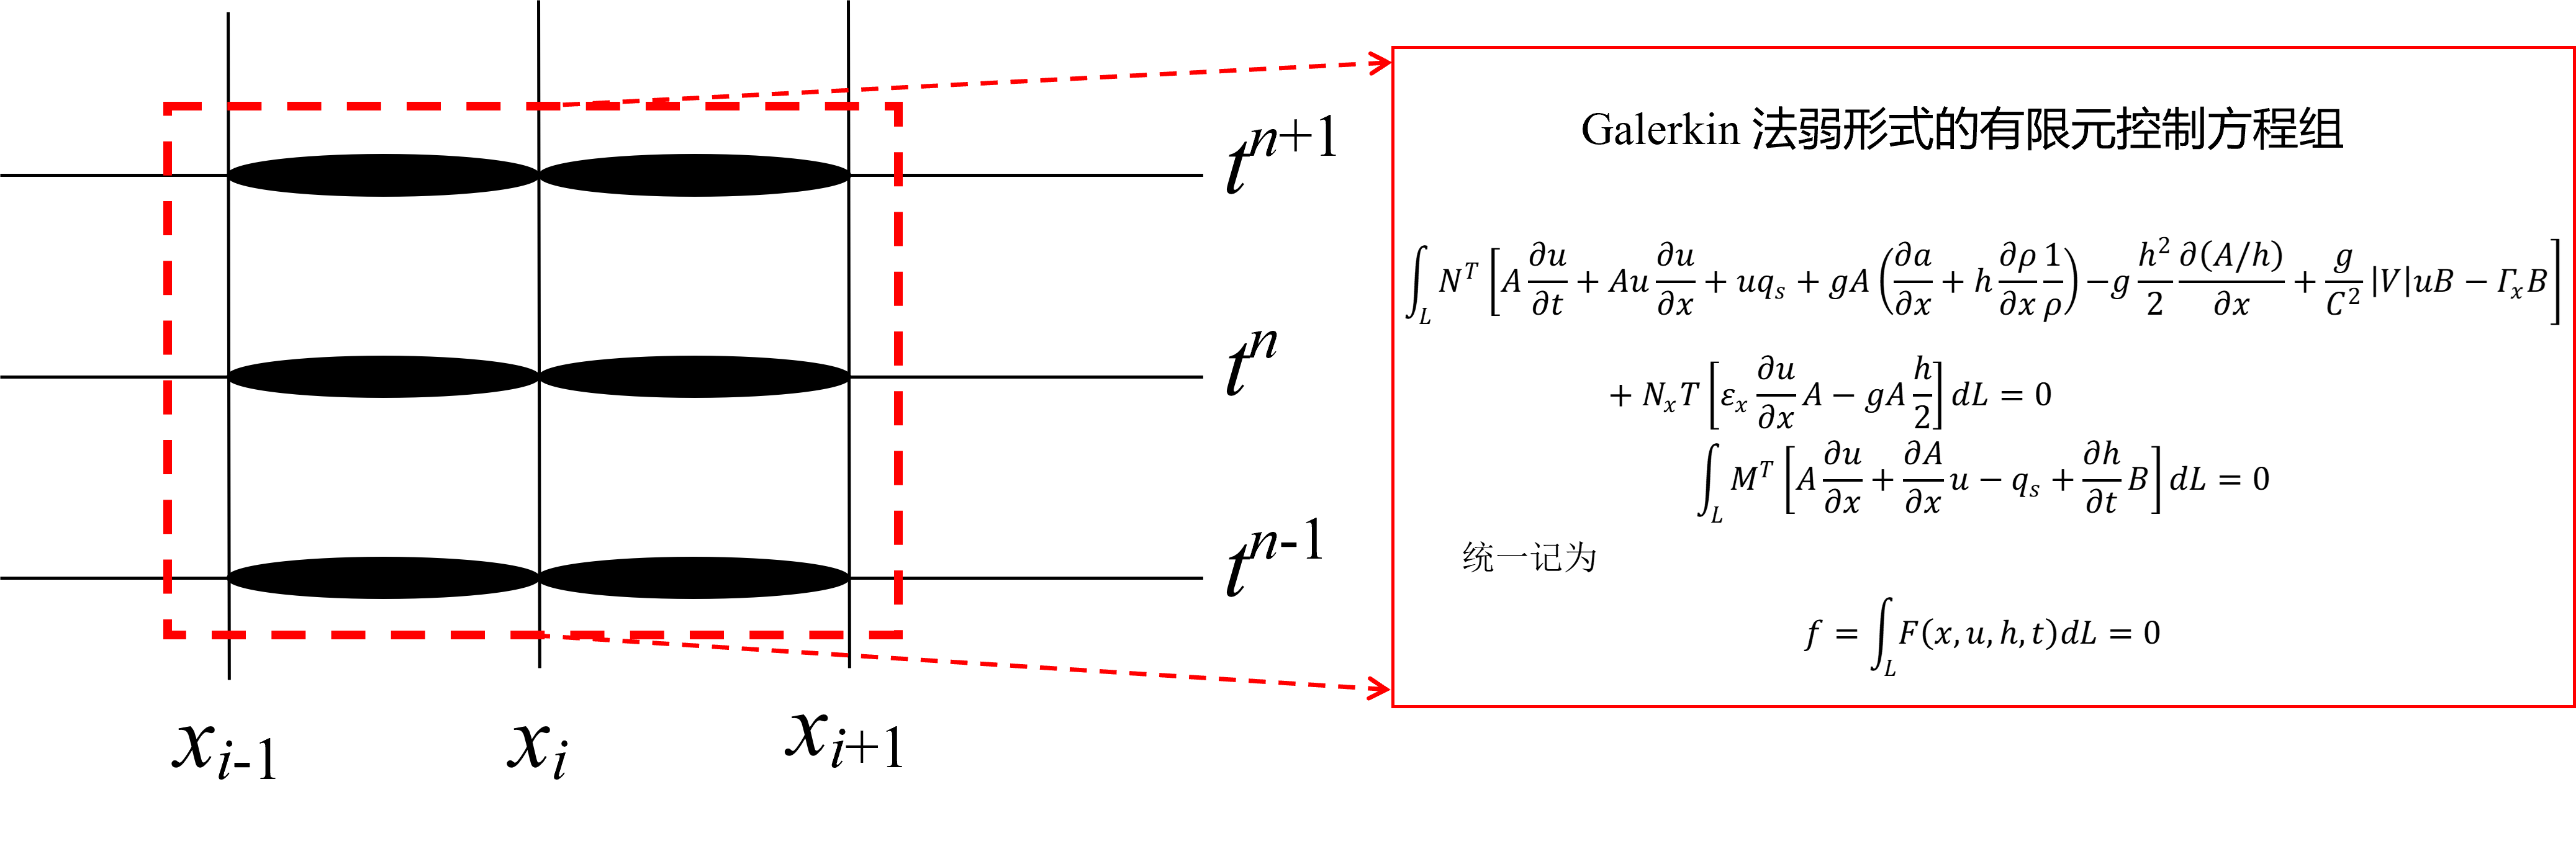 t^{n+1}
t^{n}
t^{n-1}
x_{i-1}
x_{i}
x_{i+1}
Galerkin 法弱形式的有限元控制方程组
∫_L N^T [A ∂u/∂t + Au ∂u/∂x + uq_s + gA (∂a/∂x + h ∂ρ/∂x 1/ρ) − g h²/2 ∂(A/h)/∂x + g/C² |V|uB − Γ_x B]
+ N_x T [ε_x ∂u/∂x A − gA h/2] dL = 0
∫_L M^T [A ∂u/∂x + ∂A/∂x u − q_s + ∂h/∂t B] dL = 0
统一记为
f = ∫_L F(x, u, h, t)dL = 0